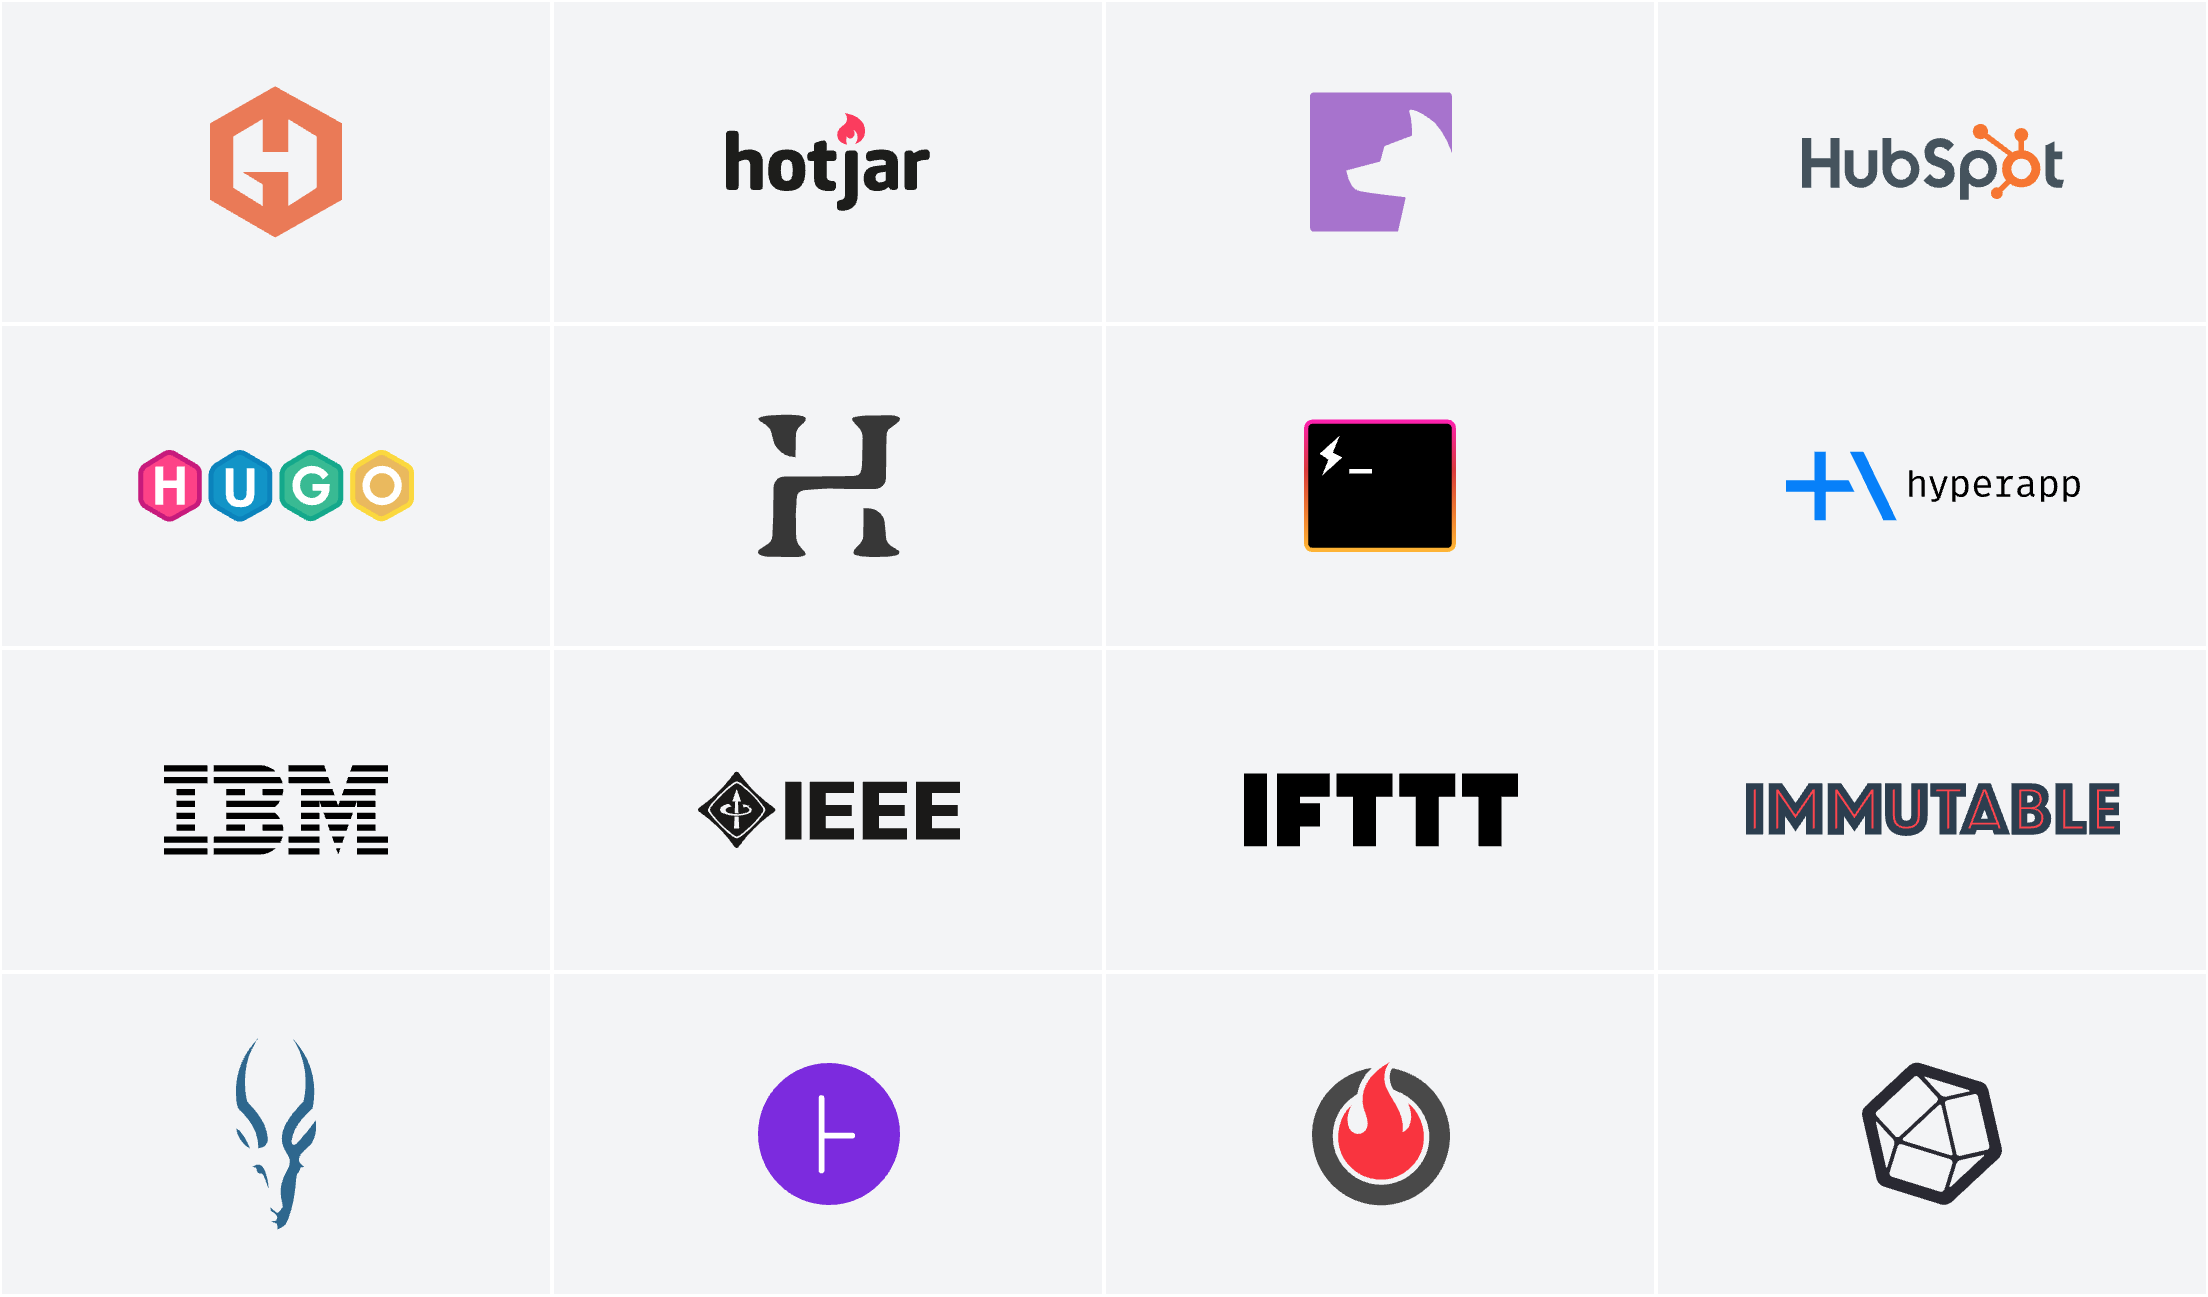 hotjar
HubSpot
HUGO
hyperapp
IBM
IEEE
IFTTT
IMMUTABLE